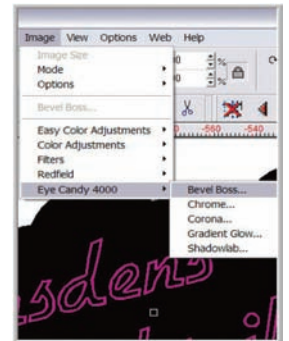 Image View Options Web Help
Image Size
Mode
Options
Bevel Boss...
Easy Color Adjustments
Color Adjustments
Filters
Redfield
Eye Candy 4000
Bevel Boss...
Chrome...
Corona...
Gradient Glow...
Shadowlab...
%
%
-560 -540
sdens